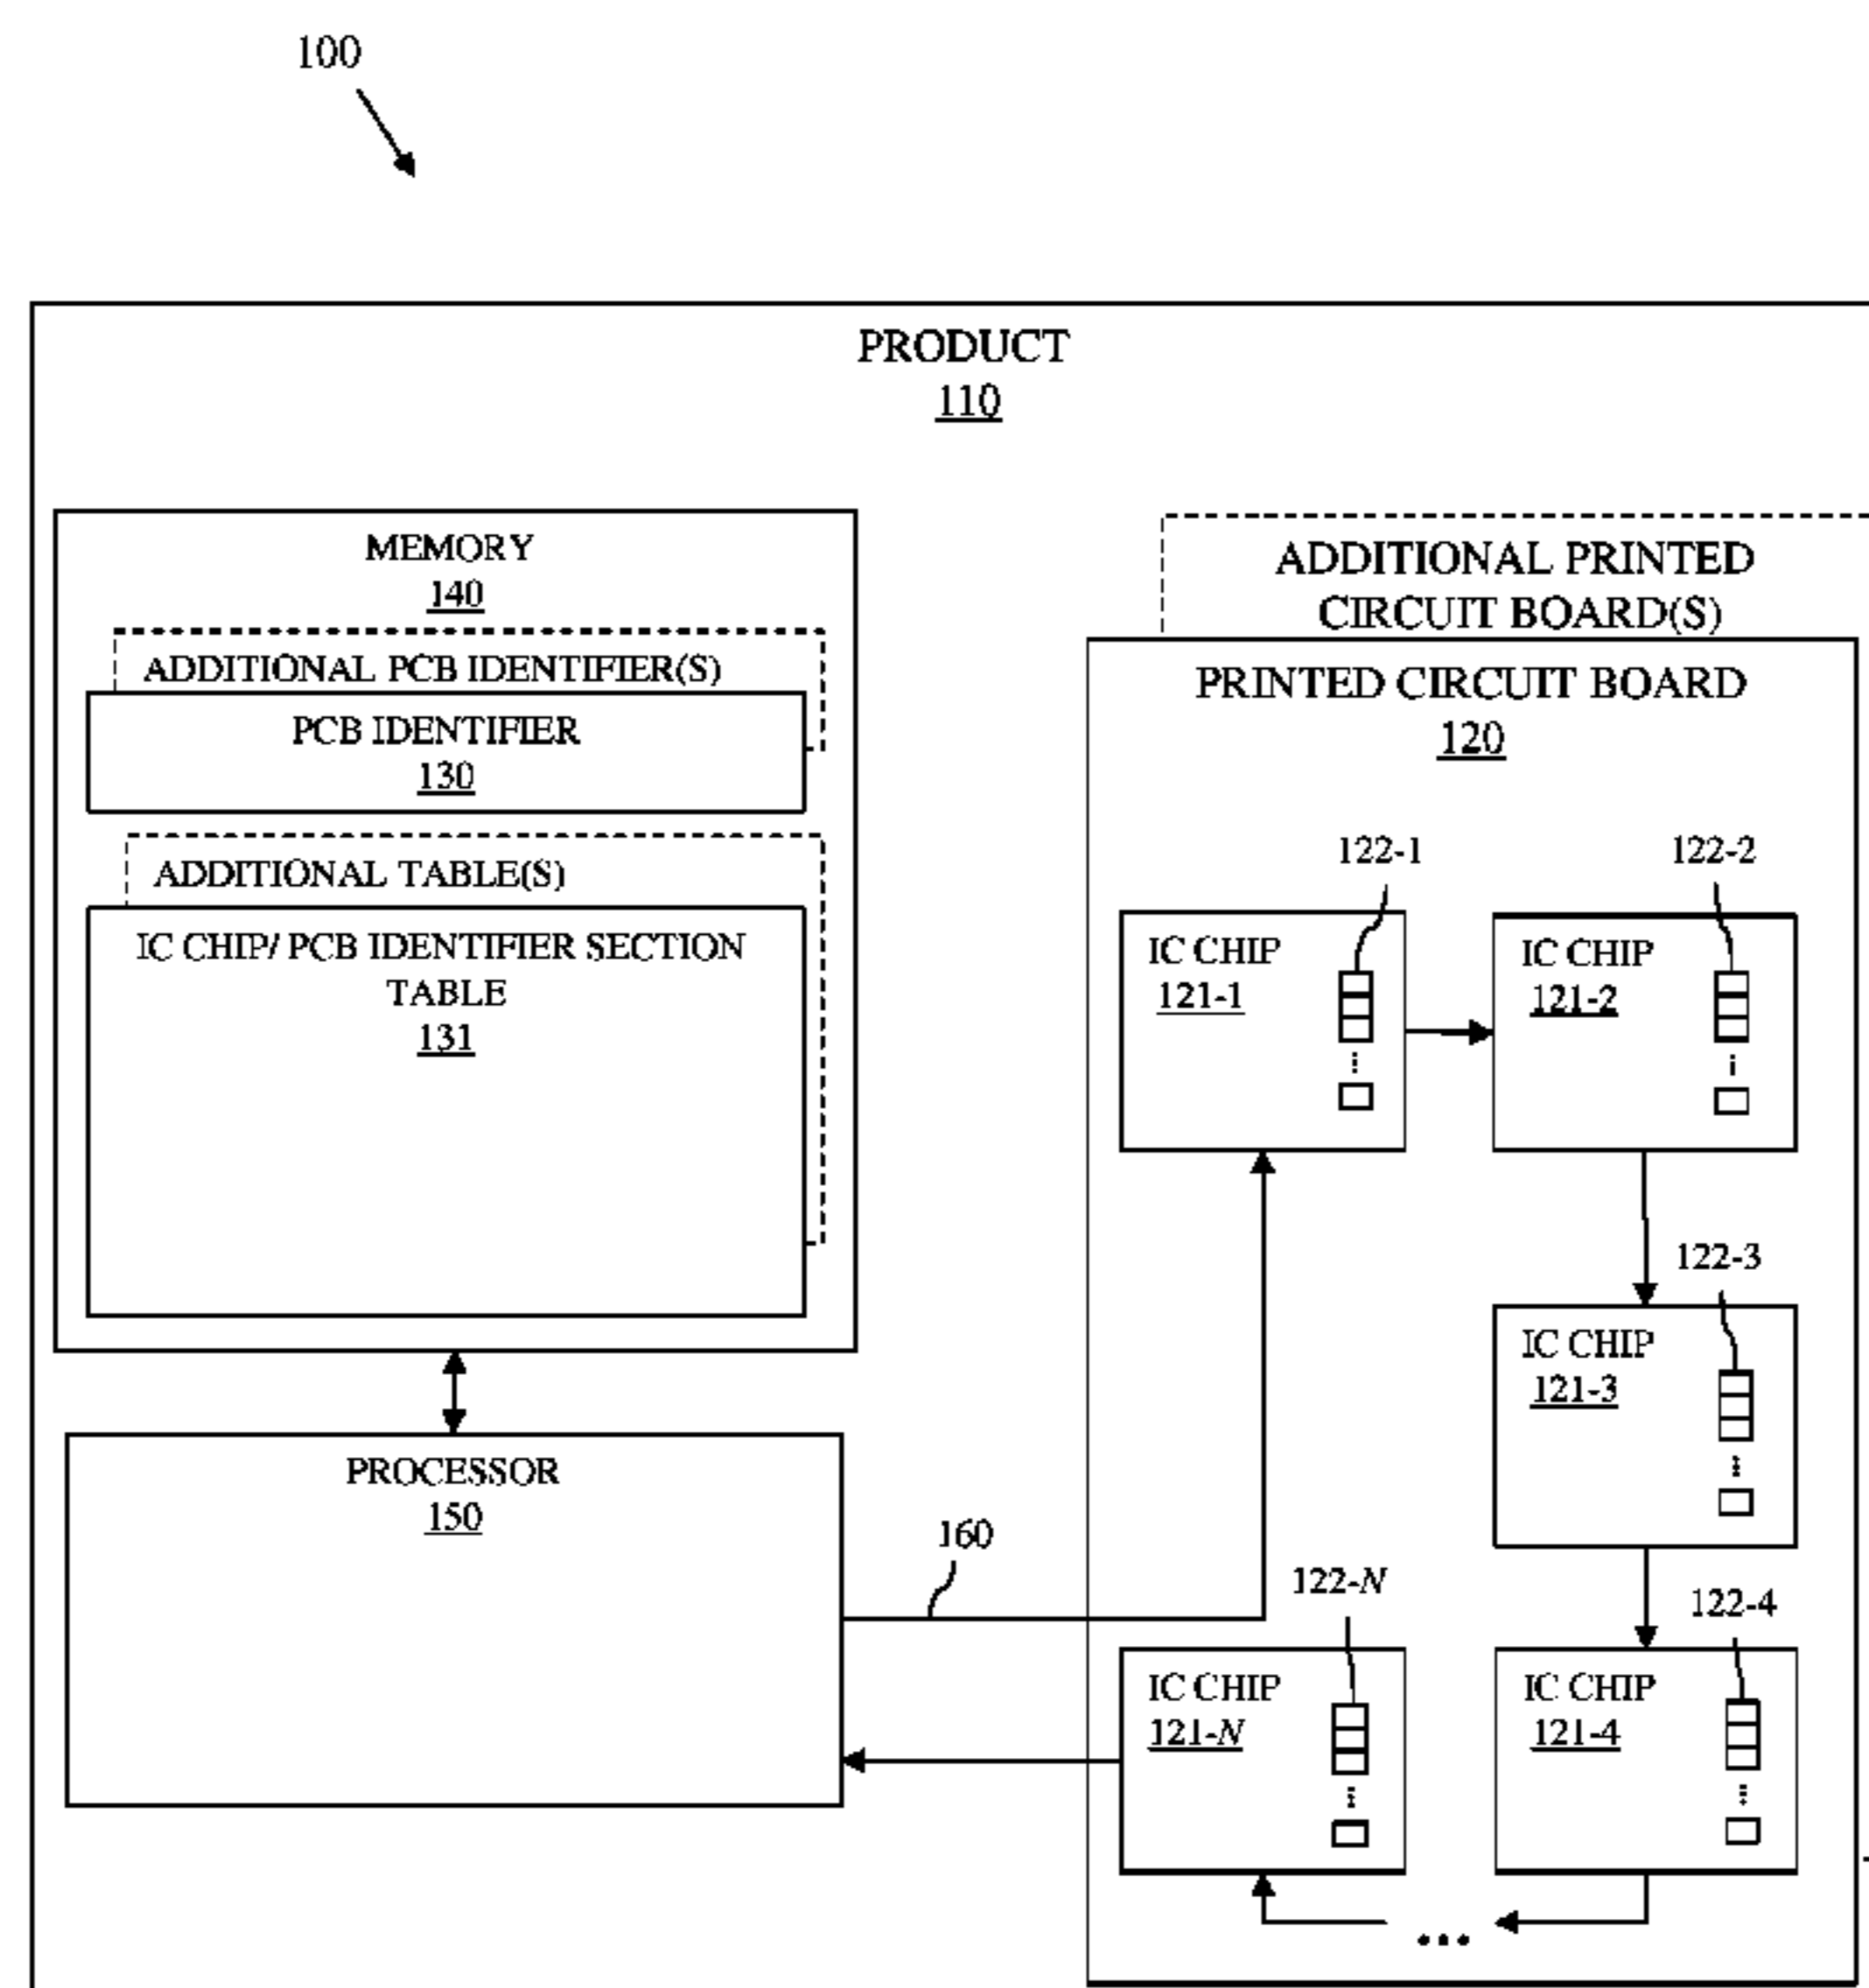 100
PRODUCT
110
MEMORY
140
ADDITIONAL PCB IDENTIFIER(S)
PCB IDENTIFIER
130
ADDITIONAL TABLE(S)
IC CHIP/ PCB IDENTIFIER SECTION
TABLE
131
PROCESSOR
150
160
ADDITIONAL PRINTED
CIRCUIT BOARD(S)
PRINTED CIRCUIT BOARD
120
122-1
122-2
IC CHIP
121-1
IC CHIP
121-2
122-3
IC CHIP
121-3
122-N
122-4
IC CHIP
121-N
IC CHIP
121-4
...